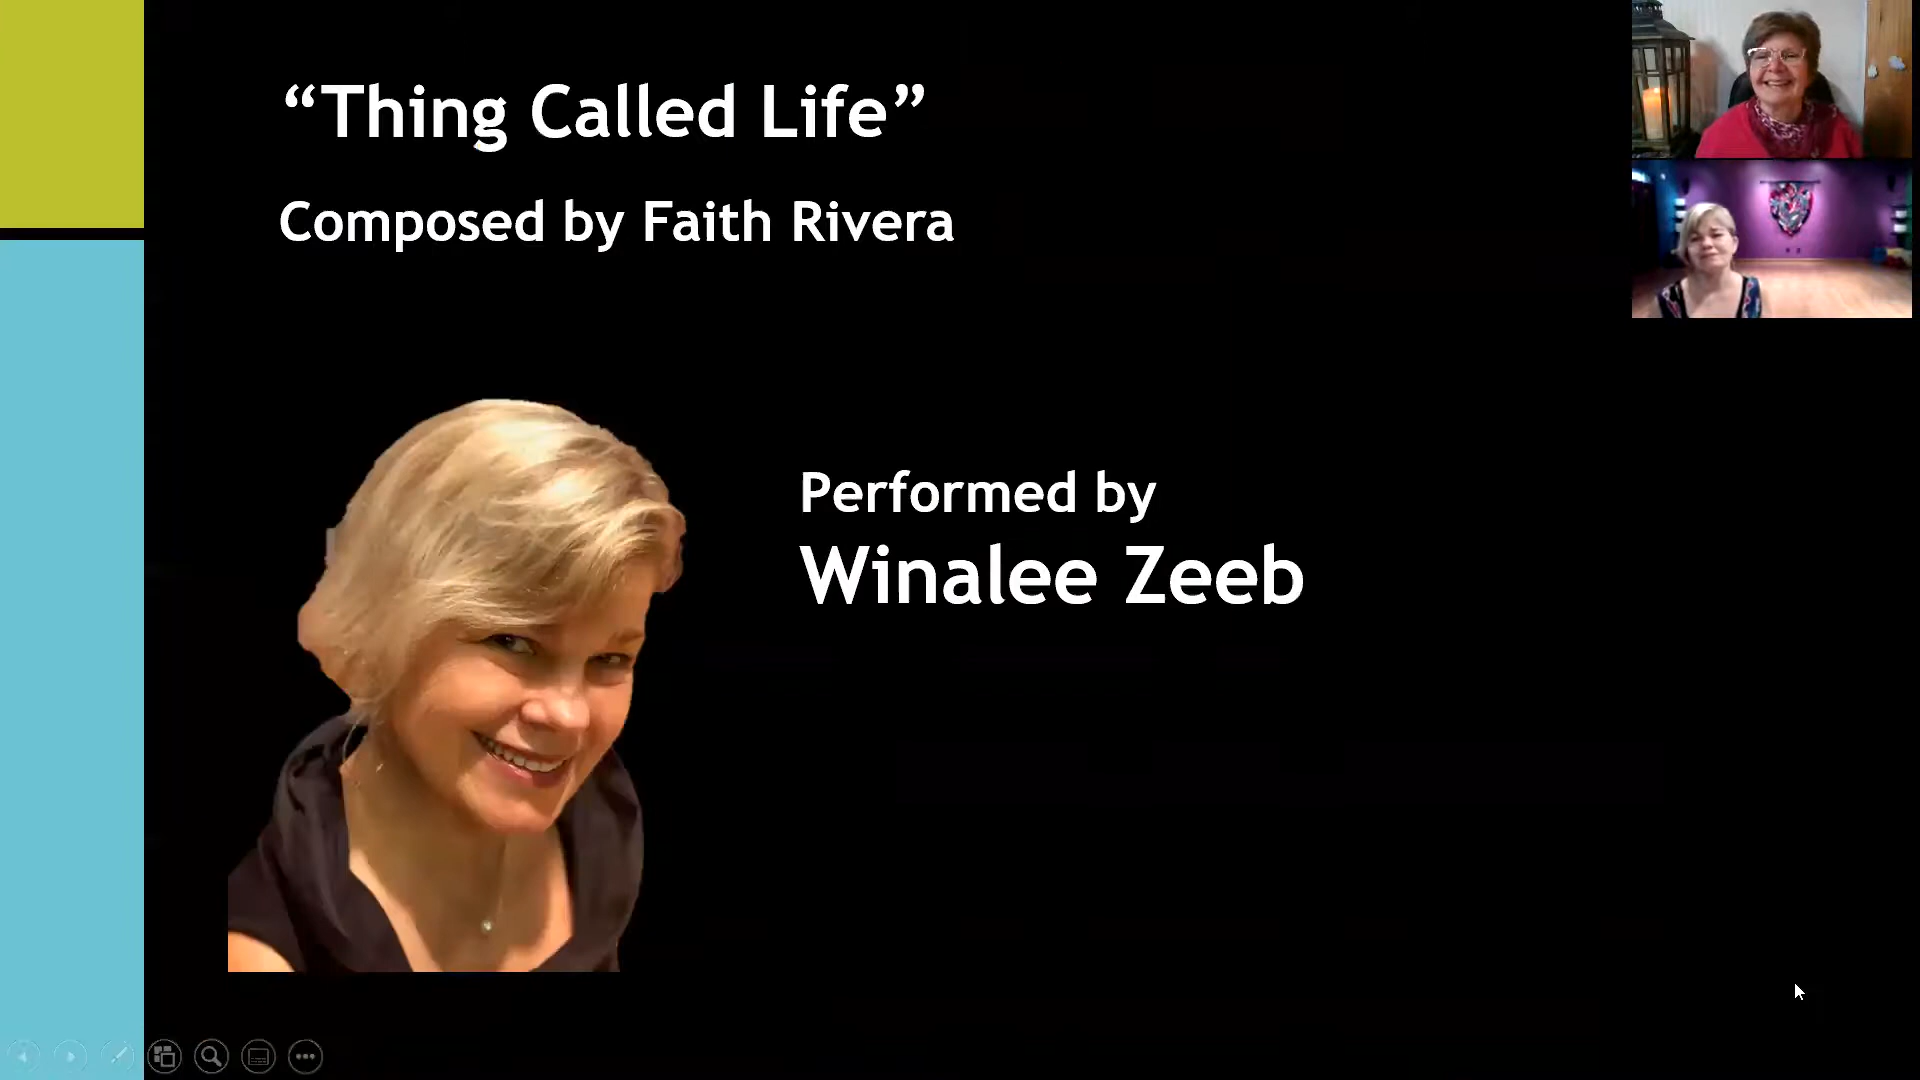 “Thing Called Life”
Composed by Faith Rivera
Performed by
Winalee Zeeb